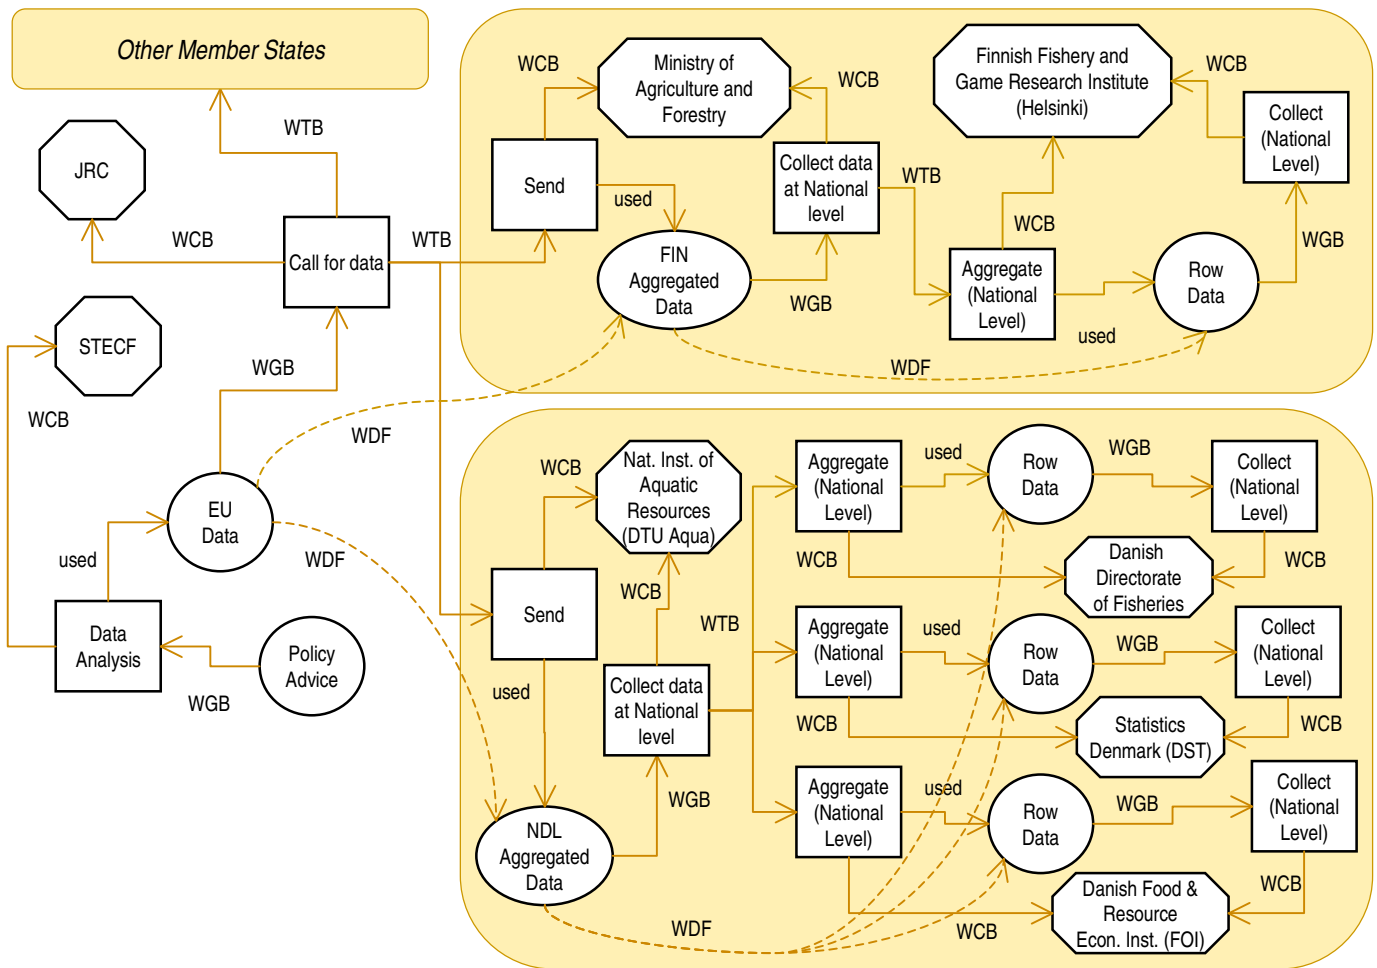 Other Member States
WTB
JRC
WCB
Call for data
WTB
STECF
WCB
WGB
WDF
EU
Data
used
WDF
Data
Analysis
WGB
Policy
Advice
WCB
Ministry of
Agriculture and
Forestry
WCB
Send
used
FIN
Aggregated
Data
WGB
Collect data
at National
level
WTB
Finnish Fishery and
Game Research Institute
(Helsinki)
WCB
Collect
(National
Level)
WCB
WGB
Aggregate
(National
Level)
used
Row
Data
WDF
WCB
Nat. Inst. of
Aquatic
Resources
(DTU Aqua)
Send
WCB
WTB
used
Collect data
at National
level
WGB
NDL
Aggregated
Data
WDF
Aggregate
(National
Level)
used
Row
Data
WGB
Collect
(National
Level)
WCB
Danish
Directorate
of Fisheries
WCB
Aggregate
(National
Level)
used
Row
Data
WGB
Collect
(National
Level)
WCB
Statistics
Denmark (DST)
WCB
Aggregate
(National
Level)
used
Row
Data
WGB
Collect
(National
Level)
WCB
Danish Food &
Resource
Econ. Inst. (FOI)
WCB